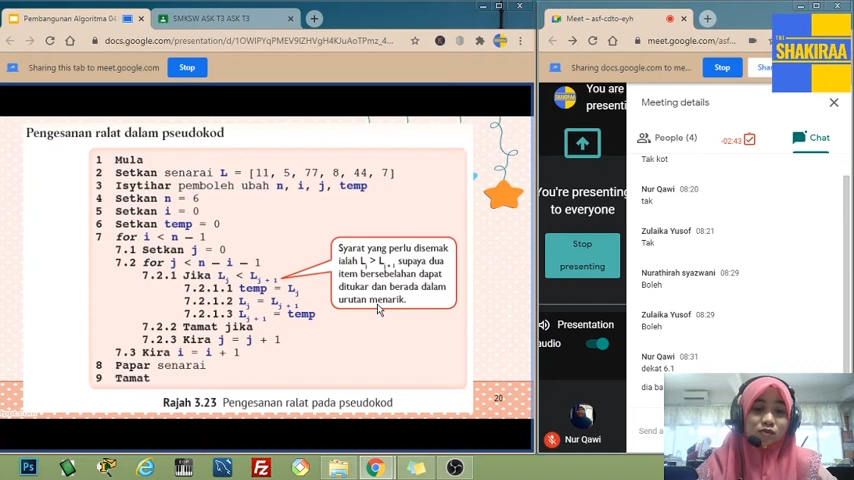 Pembangunan Algoritma 04
SMKSW ASK T3 ASK T3
docs.google.com/presentation/d/1OWIPYqPMEV9lZHVgH4KJuAoTPmz_4...
Sharing this tab to meet.google.com
Stop
Pengesanan ralat dalam pseudokod
1 Mula
2 Setkan senarai L = [11, 5, 77, 8, 44, 7]
3 Isytihar pemboleh ubah n, i, j, temp
4 Setkan n = 6
5 Setkan i = 0
6 Setkan temp = 0
7 for i < n – 1
7.1 Setkan j = 0
7.2 for j < n – i – 1
7.2.1 Jika Lj < Lj + 1
7.2.1.1 temp = Lj
7.2.1.2 Lj = Lj + 1
7.2.1.3 Lj + 1 = temp
7.2.2 Tamat jika
7.2.3 Kira j = j + 1
7.3 Kira i = i + 1
8 Papar senarai
9 Tamat
Syarat yang perlu disemak
ialah Lj > Lj+1 supaya dua
item bersebelahan dapat
ditukar dan berada dalam
urutan menarik.
Rajah 3.23 Pengesanan ralat pada pseudokod
20
Meet – asf-cdto-eyh
meet.google.com/asf...
THE
SHAKIRAA
Sharing docs.google.com to me...
Stop
You are
presenti
You're presenting
to everyone
Stop
presenting
Presentation
audio
Nur Qawi
Meeting details
People (4)
-02:43
Chat
Tak kot
Nur Qawi 08:20
tak
Zulaika Yusof 08:21
Tak
Nurathirah syazwani 08:29
Boleh
Zulaika Yusof 08:29
Boleh
Nur Qawi 08:31
dekat 6.1
dia ba
Send a